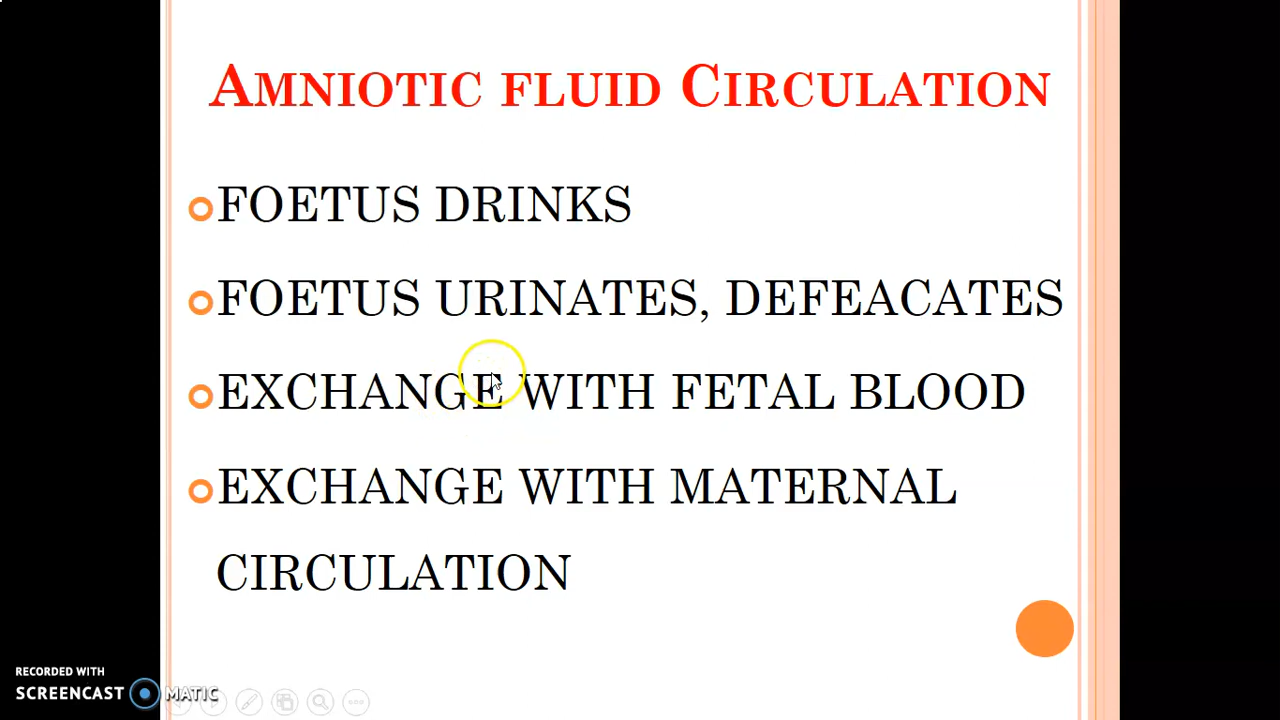 AMNIOTIC FLUID CIRCULATION
FOETUS DRINKS
FOETUS URINATES, DEFEACATES
EXCHANGE WITH FETAL BLOOD
EXCHANGE WITH MATERNAL
CIRCULATION
RECORDED WITH
SCREENCAST MATIC